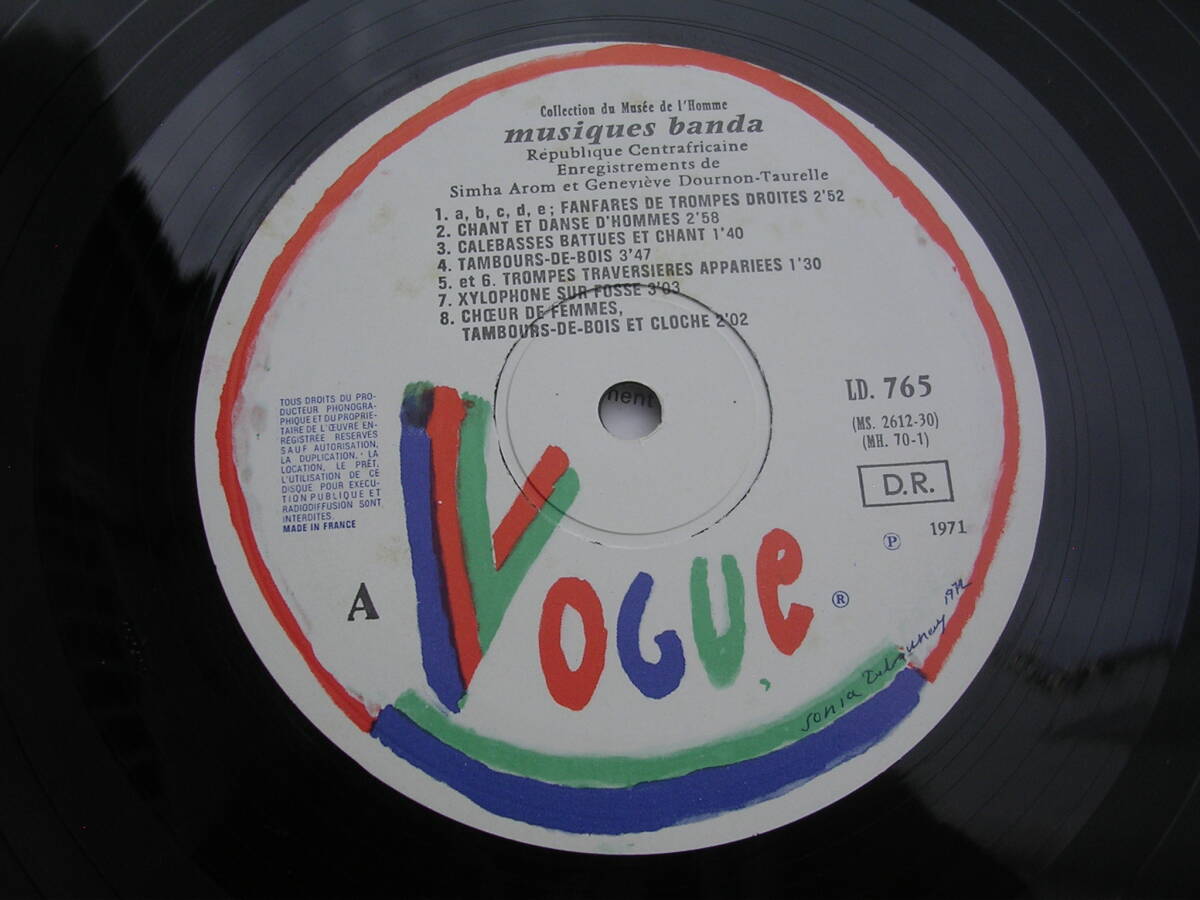 Collection du Musée de l'Homme
musiques banda
République Centrafricaine
Enregistrements de
Simha Arom et Geneviève Dournon-Taurelle
1. a, b, c, d, e; FANFARES DE TROMPES DROITES 2'52
2. CHANT ET DANSE D'HOMMES 2'58
3. CALEBASSES BATTUES ET CHANT 1'40
4. TAMBOURS-DE-BOIS 3'47
5. et 6. TROMPES TRAVERSIERES APPARIEES 1'30
7. XYLOPHONE SUR FOSSE 3'03
8. CHŒUR DE FEMMES,
TAMBOURS-DE-BOIS ET CLOCHE 2'02
TOUS DROITS DU PRO-
DUCTEUR PHONOGRA-
PHIQUE ET DU PROPRIE-
TAIRE DE L'ŒUVRE EN-
REGISTRÉE RESERVES
SAUF AUTORISATION,
LA DUPLICATION, LA
LOCATION, LE PRÊT,
L'UTILISATION DE CE
DISQUE POUR EXECU-
TION PUBLIQUE ET
RADIODIFFUSION SONT
INTERDITES.
MADE IN FRANCE
nent
LD. 765
(MS. 2612-30)
(MH. 70-1)
D.R.
℗ 1971
A
VOGUE ®
Sonia Delaunay 1972